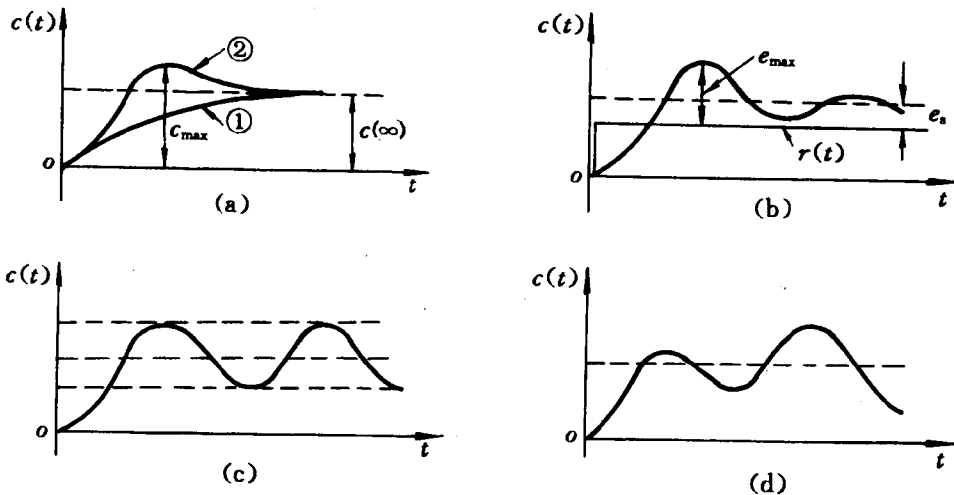 c(t)
②
①
c_max
c(∞)
o
t
(a)
c(t)
e_max
e_s
r(t)
o
t
(b)
c(t)
o
t
(c)
c(t)
o
t
(d)